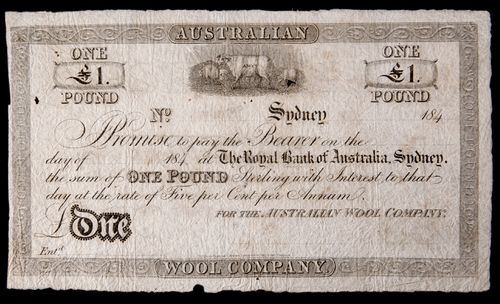 AUSTRALIAN
ONE ONE
£1. £1.
POUND POUND
No Sydney 184
I Promise to pay the Bearer on the
day of 184 at The Royal Bank of Australia, Sydney,
the sum of ONE POUND Sterling with Interest to that
day at the rate of Five per Cent per Annum.
FOR THE AUSTRALIAN WOOL COMPANY.
£ One
Entd.
WOOL COMPANY,